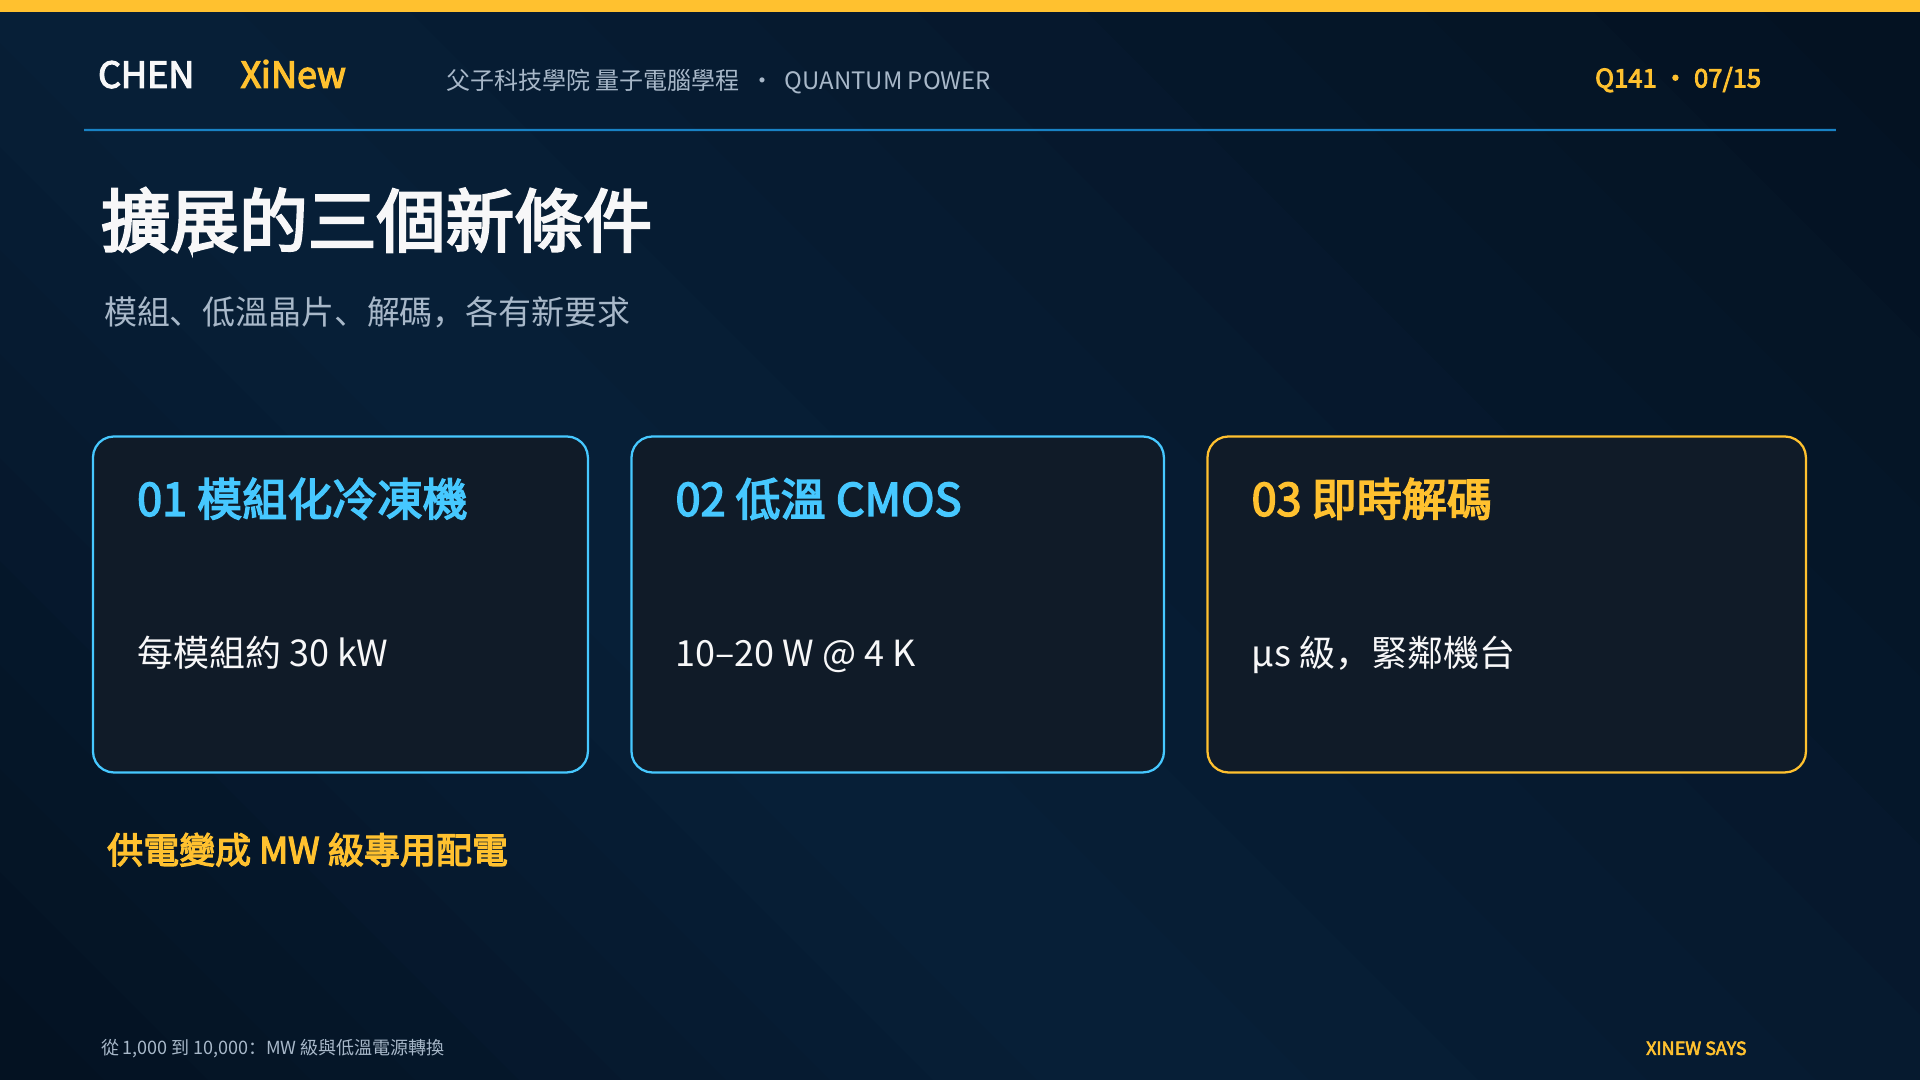 CHEN XiNew 父子科技學院 量子電腦學程 • QUANTUM POWER Q141 • 07/15
擴展的三個新條件
模組、低溫晶片、解碼，各有新要求
01 模組化冷凍機
每模組約 30 kW
02 低溫 CMOS
10–20 W @ 4 K
03 即時解碼
μs 級，緊鄰機台
供電變成 MW 級專用配電
從 1,000 到 10,000：MW 級與低溫電源轉換 XINEW SAYS